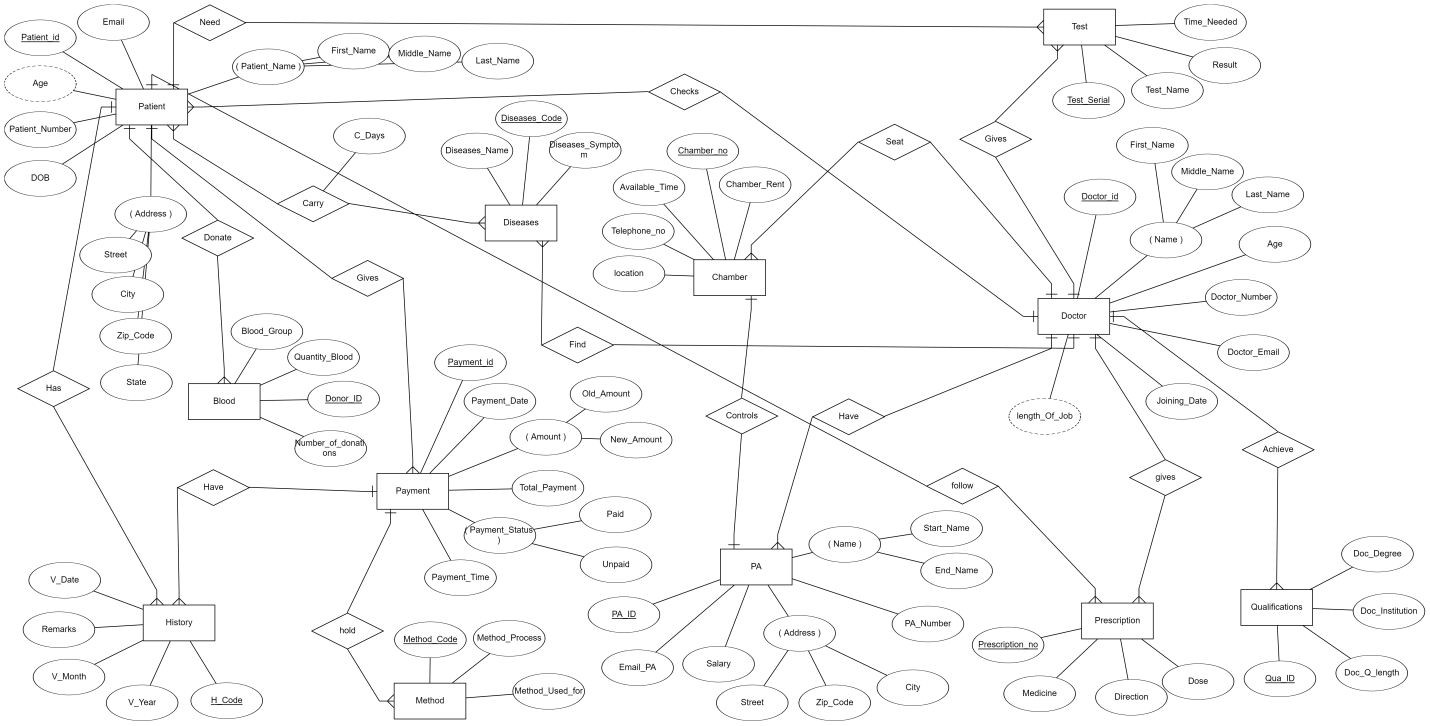 Email
Need
Test
Time_Needed
Patient_id
First_Name
Middle_Name
Last_Name
( Patient_Name )
Result
Age
Patient
Checks
Test_Name
Test_Serial
Patient_Number
C_Days
Diseases_Code
Diseases_Name
Diseases_Sympto
m
Chamber_no
Seat
Gives
First_Name
Middle_Name
DOB
Available_Time
Chamber_Rent
Doctor_id
Last_Name
Carry
( Address )
Diseases
Telephone_no
Donate
( Name )
Age
Street
Gives
location
Chamber
City
Doctor_Number
Doctor
Zip_Code
Blood_Group
Find
Doctor_Email
Quantity_Blood
Payment_id
State
Has
Blood
Donor_ID
Payment_Date
Old_Amount
Controls
Have
length_Of_Job
Joining_Date
Number_of_donati
ons
( Amount )
New_Amount
Achieve
Have
Payment
Total_Payment
follow
gives
( Payment_Status
)
Paid
Unpaid
( Name )
Start_Name
End_Name
Doc_Degree
V_Date
Payment_Time
PA
Remarks
History
hold
Method_Code
Method_Process
PA_ID
PA_Number
Prescription_no
Prescription
Qualifications
Doc_Institution
( Address )
V_Month
V_Year
H_Code
Method
Method_Used_for
Email_PA
Salary
Street
Zip_Code
City
Medicine
Direction
Dose
Qua_ID
Doc_Q_length